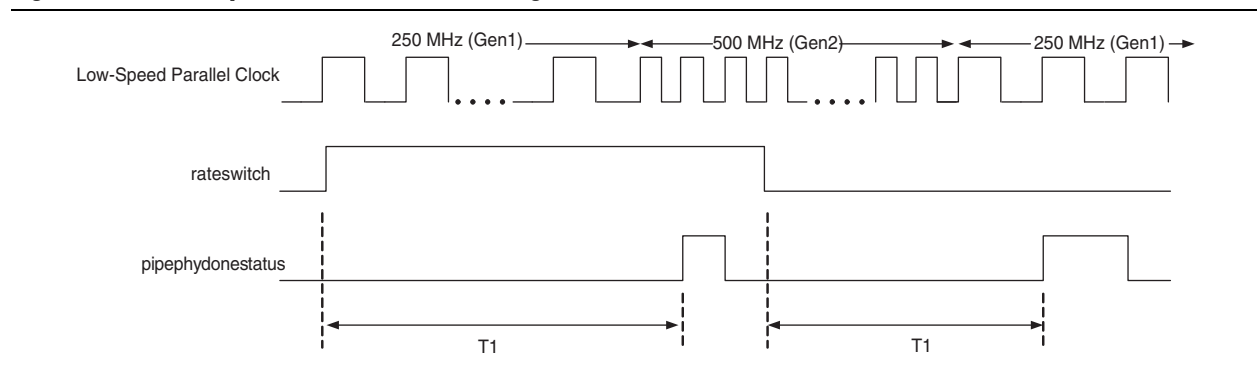 250 MHz (Gen1)
500 MHz (Gen2)
250 MHz (Gen1)
Low-Speed Parallel Clock
rateswitch
pipephydonestatus
T1
T1